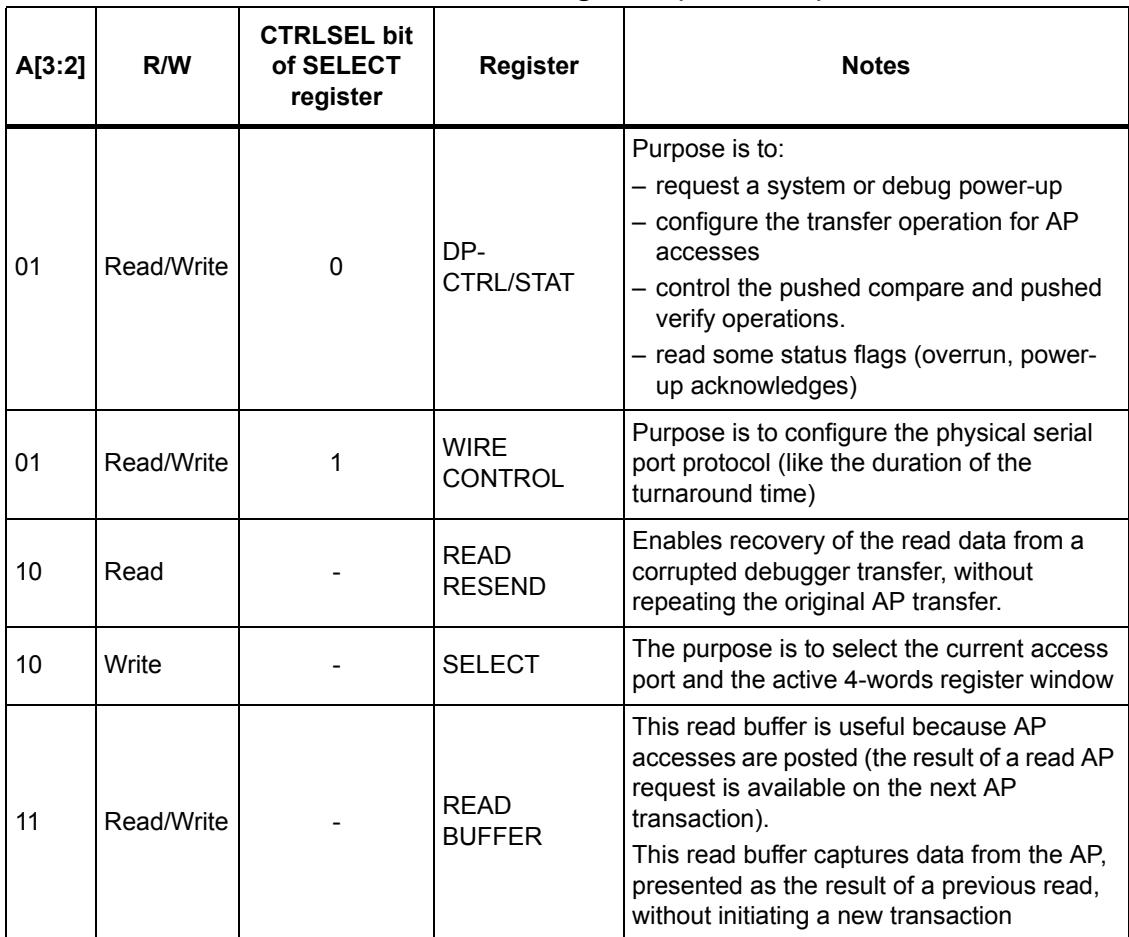 A[3:2] R/W CTRLSEL bit of SELECT register Register Notes
01 Read/Write 0 DP-CTRL/STAT Purpose is to:
– request a system or debug power-up
– configure the transfer operation for AP
accesses
– control the pushed compare and pushed
verify operations.
– read some status flags (overrun, power-
up acknowledges)
01 Read/Write 1 WIRE CONTROL Purpose is to configure the physical serial
port protocol (like the duration of the
turnaround time)
10 Read - READ RESEND Enables recovery of the read data from a
corrupted debugger transfer, without
repeating the original AP transfer.
10 Write - SELECT The purpose is to select the current access
port and the active 4-words register window
11 Read/Write - READ BUFFER This read buffer is useful because AP
accesses are posted (the result of a read AP
request is available on the next AP
transaction).
This read buffer captures data from the AP,
presented as the result of a previous read,
without initiating a new transaction